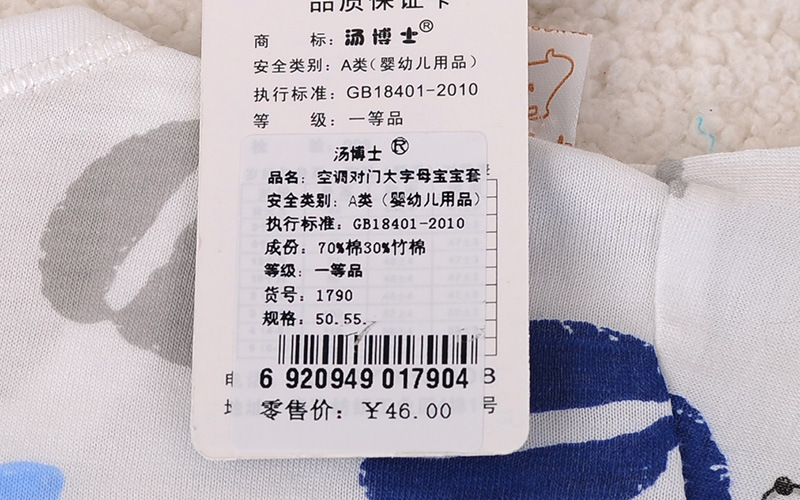 品质保证卡
商 标: 汤博士®
安全类别: A类(婴幼儿用品)
执行标准: GB18401-2010
等 级: 一等品
汤博士®
品名: 空调对门大字母宝宝套
安全类别: A类（婴幼儿用品）
执行标准: GB18401-2010
成份: 70%棉30%竹棉
等级: 一等品
货号: 1790
规格: 50.55.
6 920949 017904
零售价: ¥46.00
号